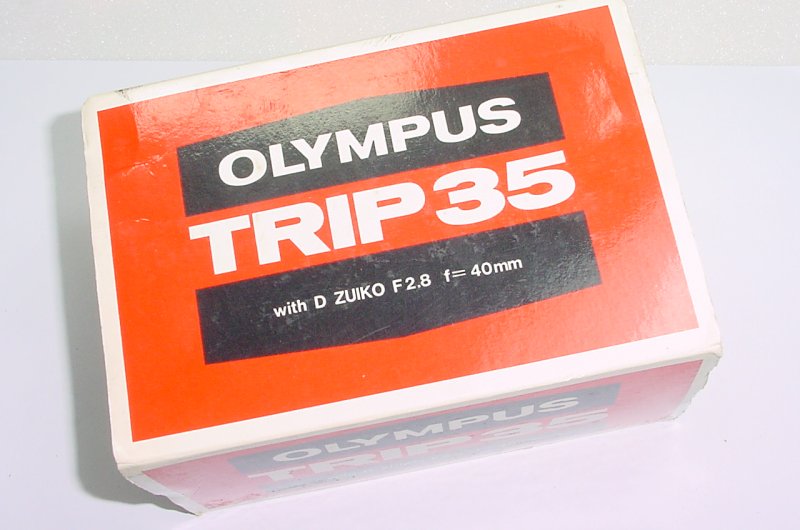 OLYMPUS
TRIP 35
with D ZUIKO F2.8 f=40mm
OLYMPUS
TRIP 35